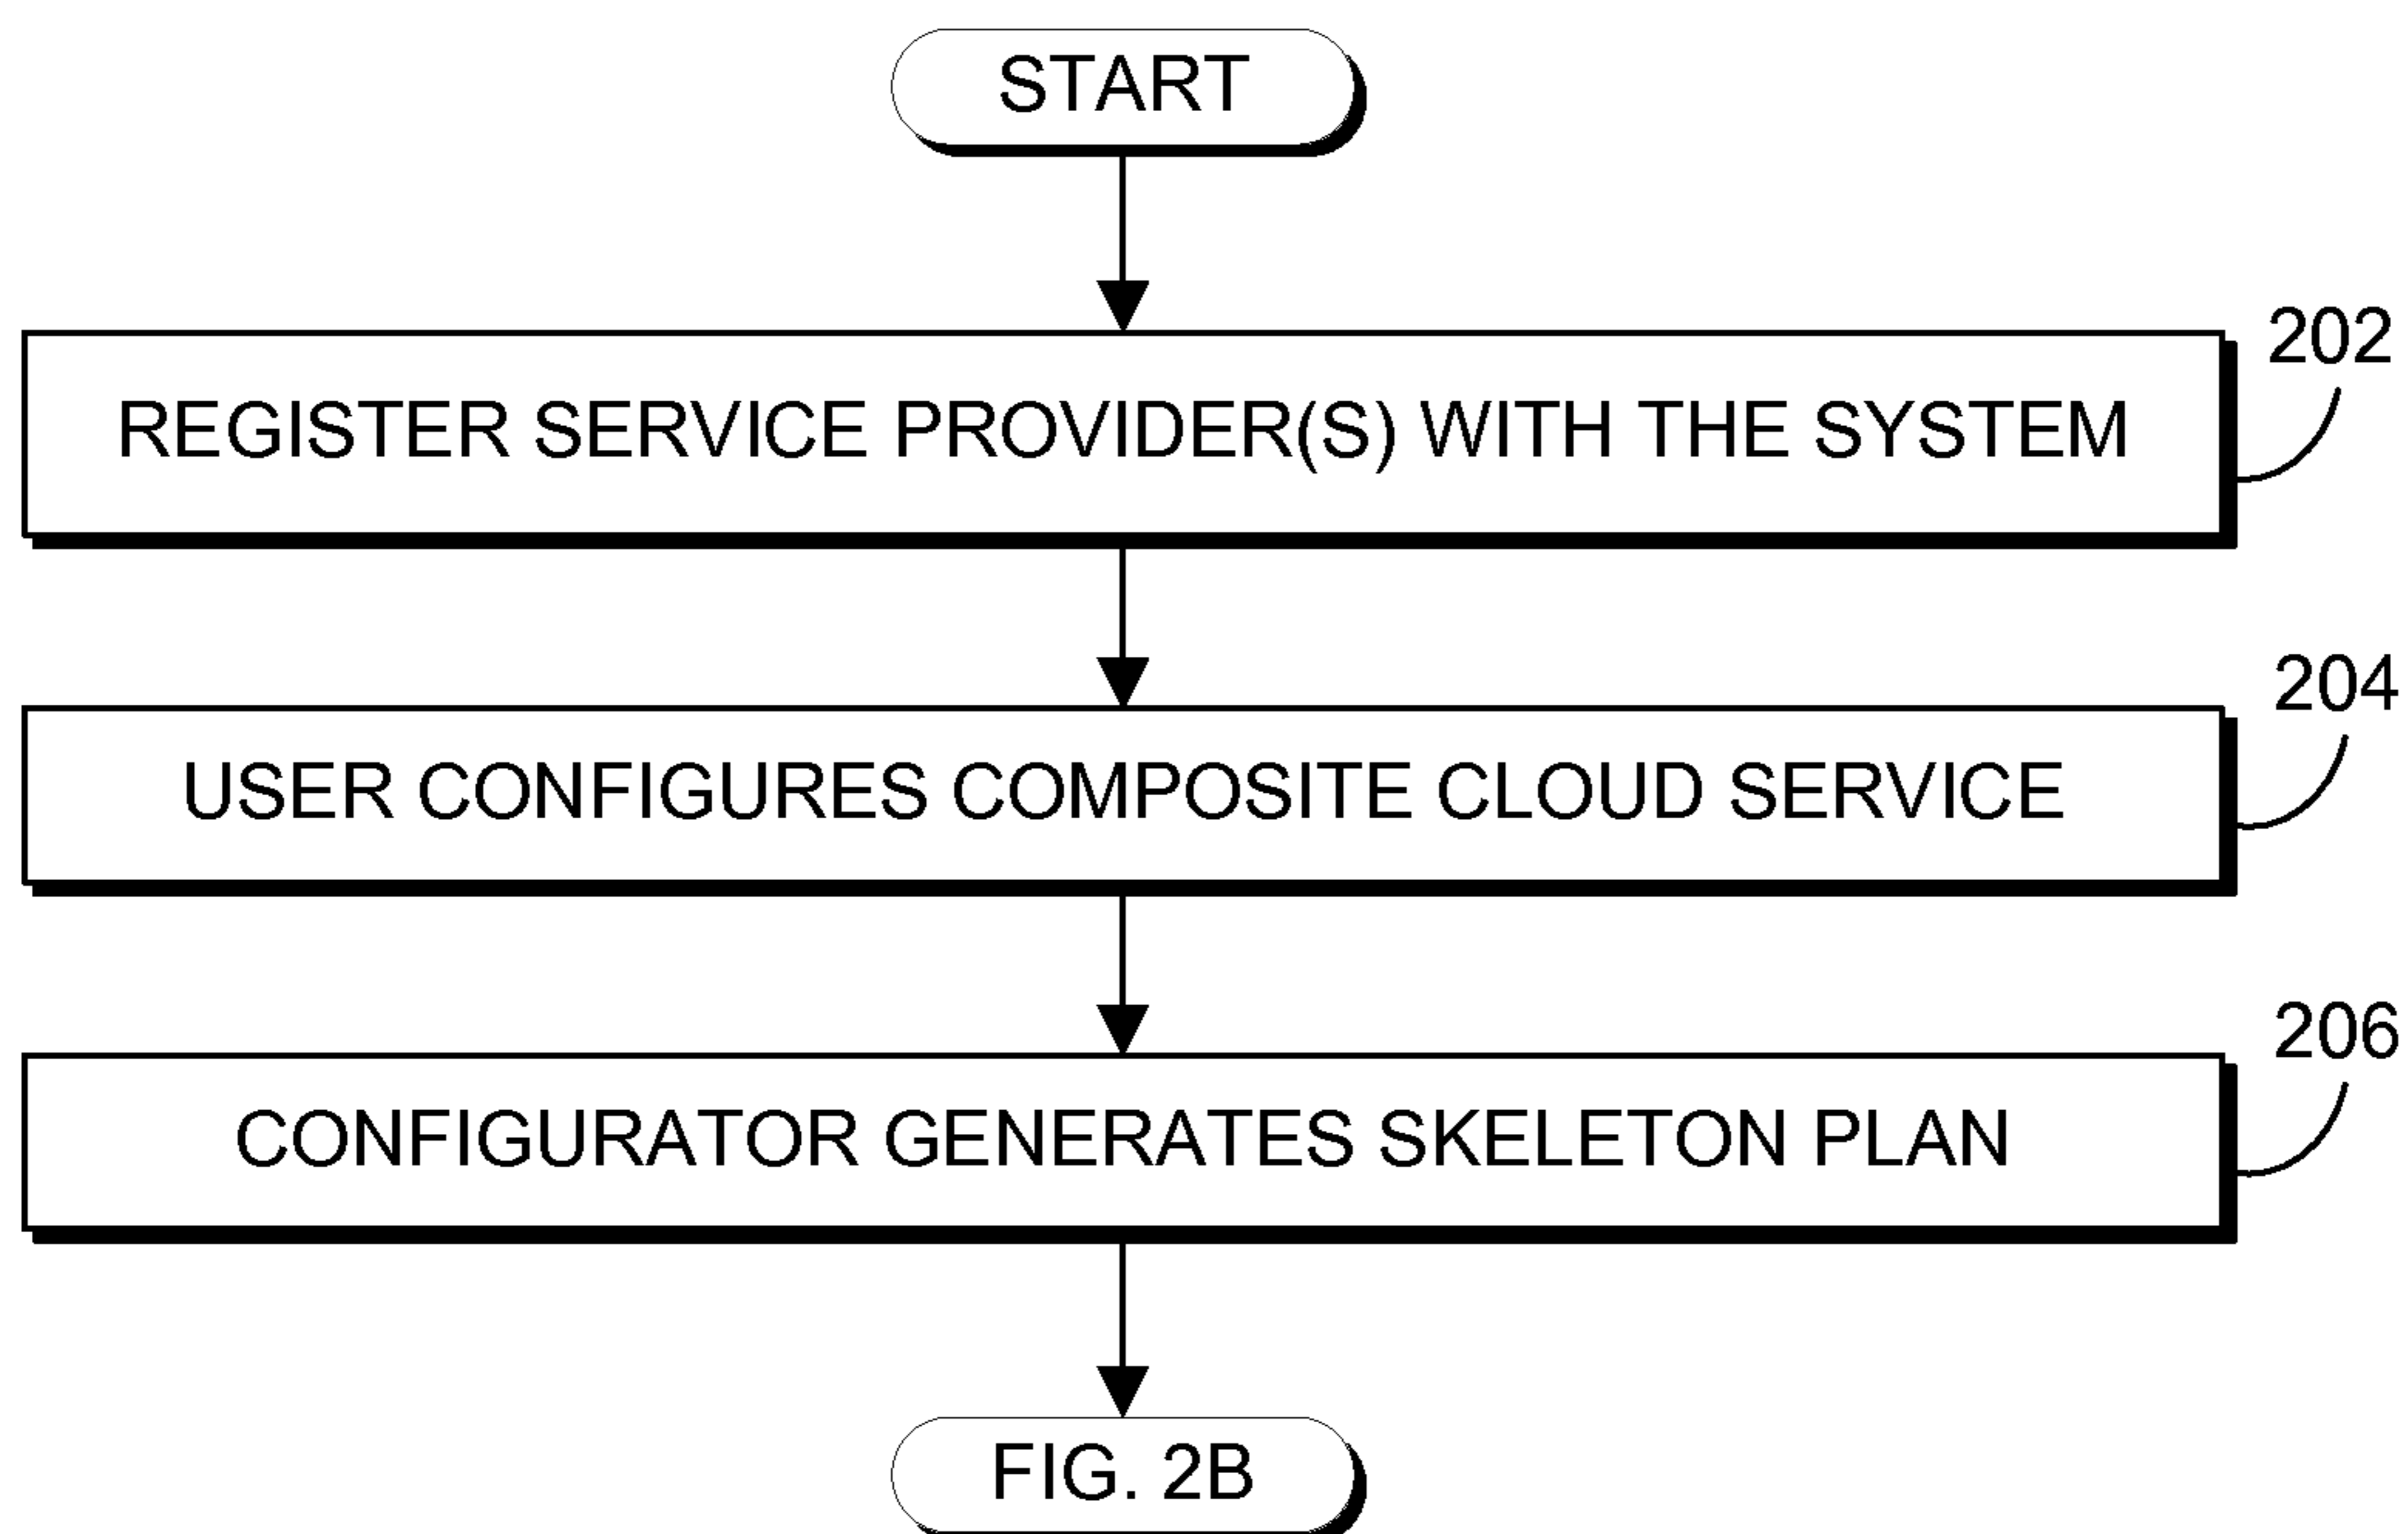 START
202
REGISTER SERVICE PROVIDER(S) WITH THE SYSTEM
204
USER CONFIGURES COMPOSITE CLOUD SERVICE
206
CONFIGURATOR GENERATES SKELETON PLAN
FIG. 2B